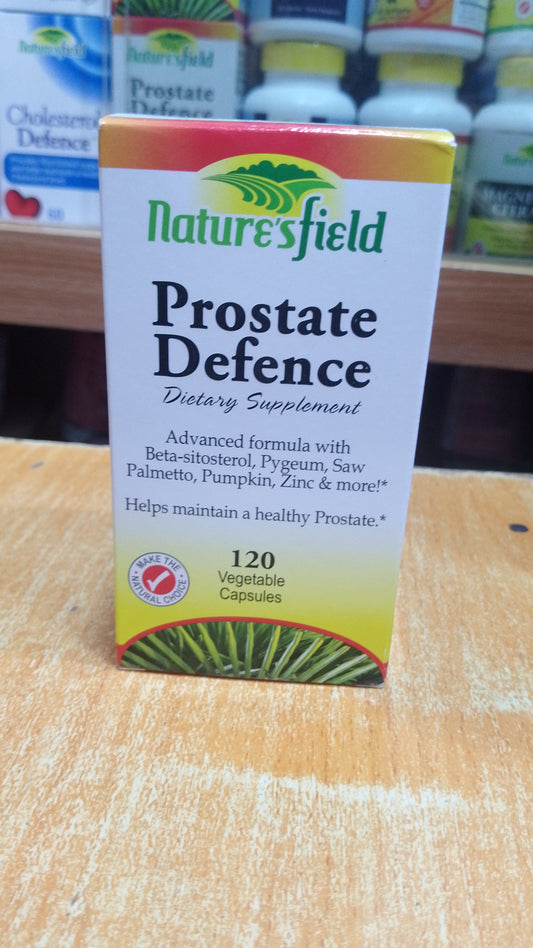 Nature'sfield
Prostate
Defence
Dietary Supplement
Advanced formula with
Beta-sitosterol, Pygeum, Saw
Palmetto, Pumpkin, Zinc & more!*
Helps maintain a healthy Prostate.*
MAKE THE
NATURAL CHOICE
120
Vegetable
Capsules
Nature'sfield
Cholesterol
Defence
60
Nature'sfield
Prostate
Defence